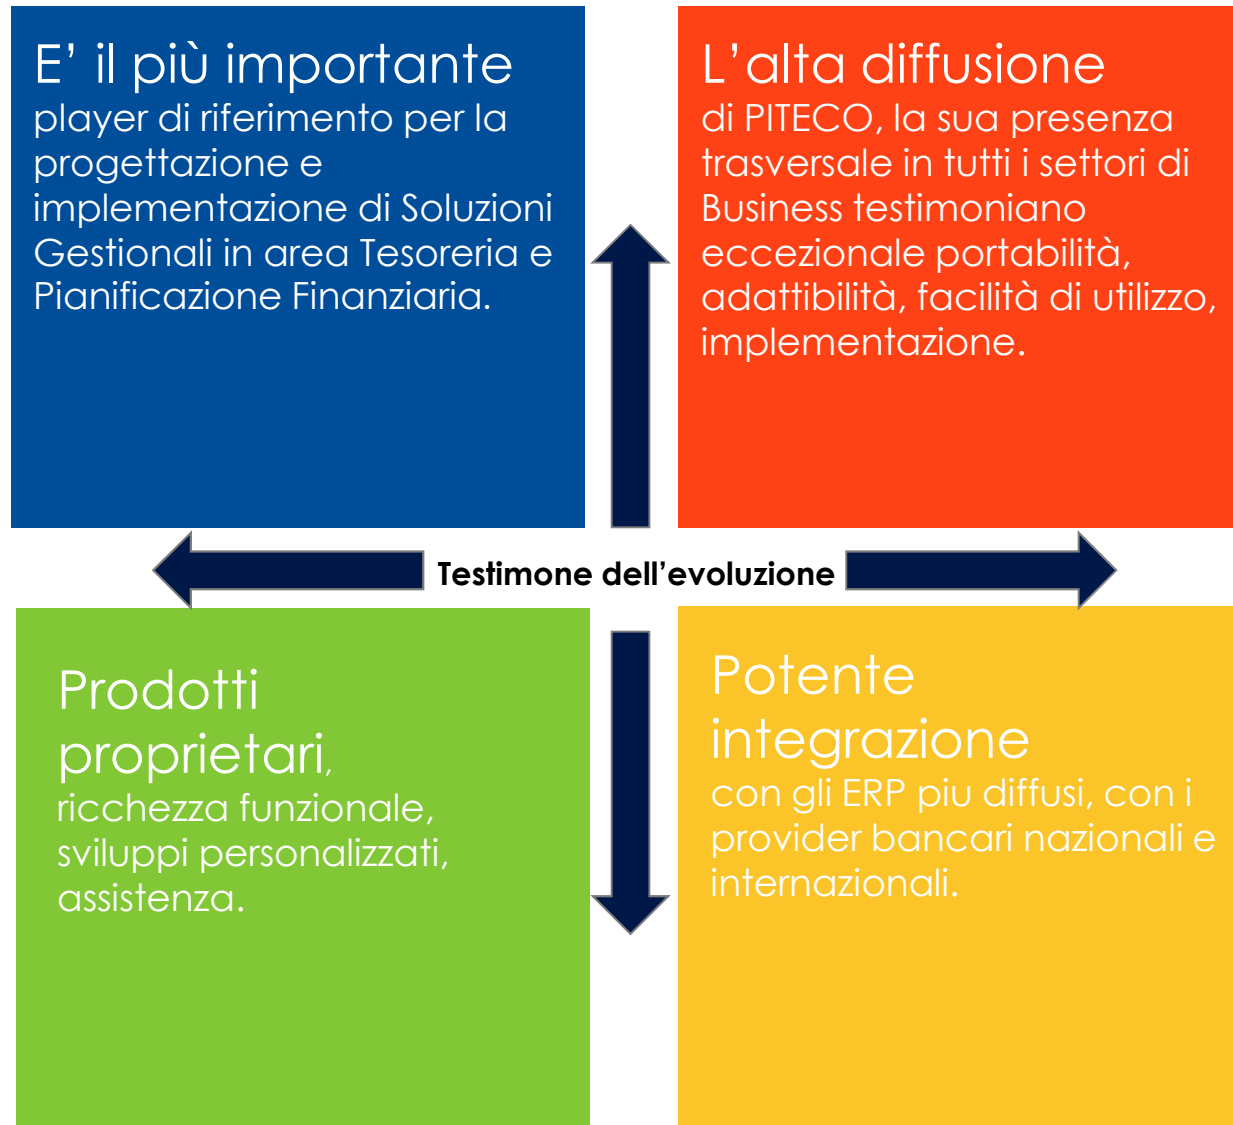 E’ il più importante
player di riferimento per la
progettazione e
implementazione di Soluzioni
Gestionali in area Tesoreria e
Pianificazione Finanziaria.
L’alta diffusione
di PITECO, la sua presenza
trasversale in tutti i settori di
Business testimoniano
eccezionale portabilità,
adattibilità, facilità di utilizzo,
implementazione.
Testimone dell’evoluzione
Prodotti
proprietari,
ricchezza funzionale,
sviluppi personalizzati,
assistenza.
Potente
integrazione
con gli ERP piu diffusi, con i
provider bancari nazionali e
internazionali.